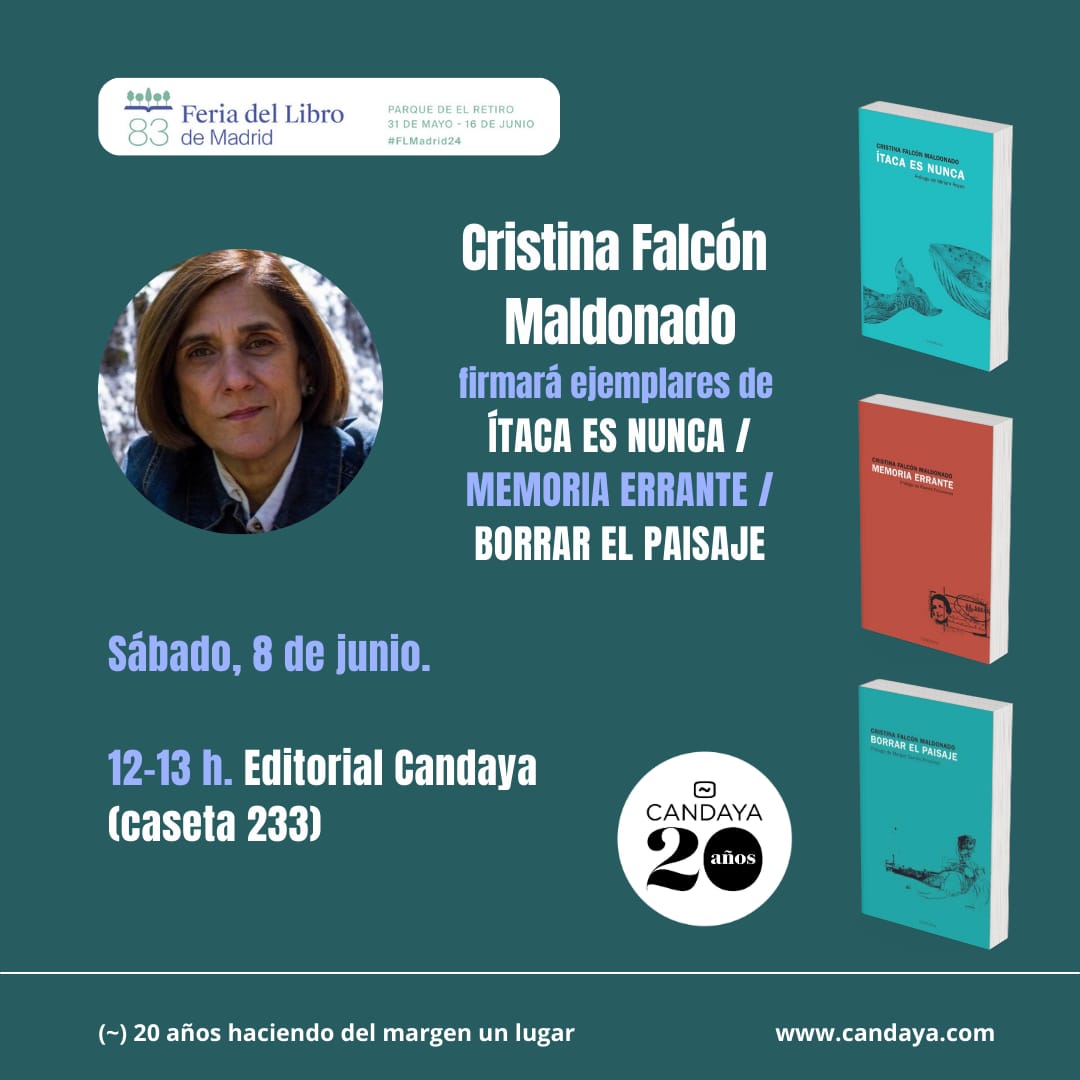 83
Feria del Libro
de Madrid
PARQUE DE EL RETIRO
31 DE MAYO - 16 DE JUNIO
#FLMadrid24
Cristina Falcón
Maldonado
firmará ejemplares de
ÍTACA ES NUNCA /
MEMORIA ERRANTE /
BORRAR EL PAISAJE
Sábado, 8 de junio.
12-13 h. Editorial Candaya
(caseta 233)
CANDAYA
20 años
CRISTINA FALCÓN MALDONADO
ÍTACA ES NUNCA
CANDAYA
CRISTINA FALCÓN MALDONADO
MEMORIA ERRANTE
CANDAYA
CRISTINA FALCÓN MALDONADO
BORRAR EL PAISAJE
CANDAYA
(~) 20 años haciendo del margen un lugar
www.candaya.com